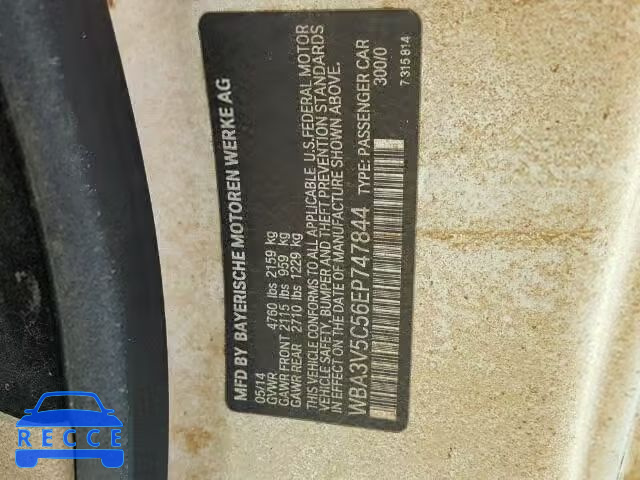 MFD BY BAYERISCHE MOTOREN WERKE AG
05/14
GVWR 4760 lbs 2159 kg
GAWR FRONT 2115 lbs 959 kg
GAWR REAR 2710 lbs 1229 kg
THIS VEHICLE CONFORMS TO ALL APPLICABLE U.S. FEDERAL MOTOR
VEHICLE SAFETY, BUMPER AND THEFT PREVENTION STANDARDS
IN EFFECT ON THE DATE OF MANUFACTURE SHOWN ABOVE.
WBA3V5C56EP747844 TYPE: PASSENGER CAR
300/0
7 315 814
RECCE